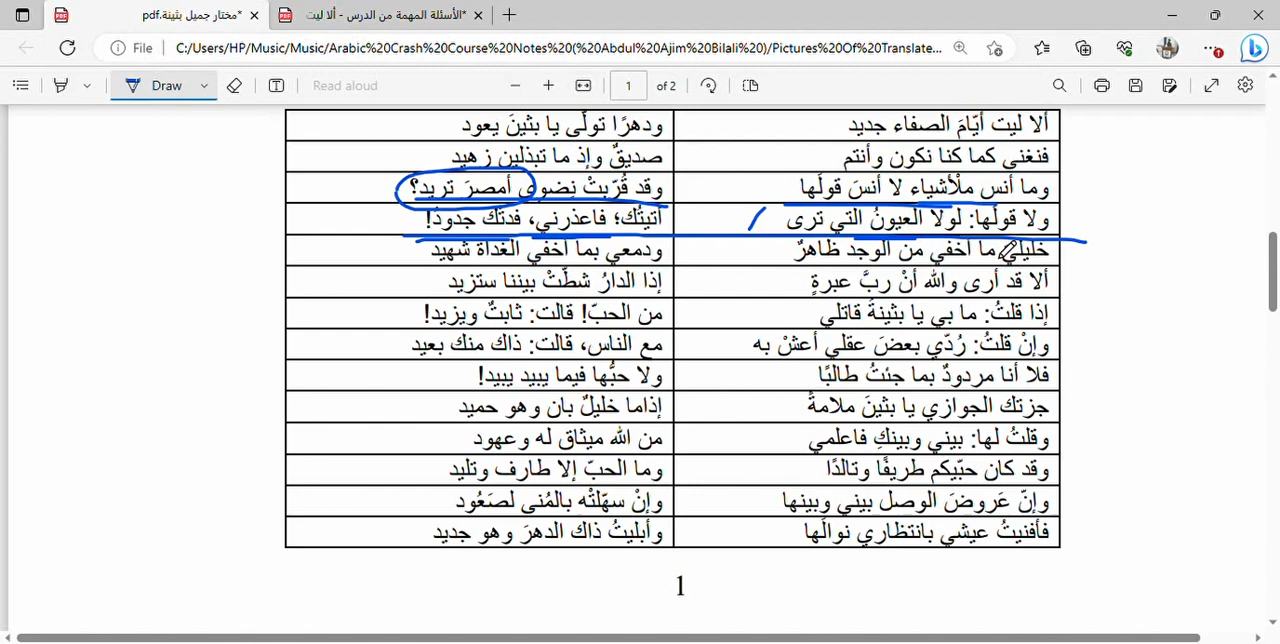 مختار جميل بثينة.pdf*
الأسئلة المهمة من الدرس - ألا ليت*
File C:/Users/HP/Music/Music/Arabic%20Crash%20Course%20Notes%20(%20Abdul%20Ajim%20Bilali%20)/Pictures%20Of%20Translate...
Draw Read aloud 1 of 2
ألا ليت أيّامَ الصفاء جديد ودهرًا تولّى يا بثينَ يعود
فنغنى كما كنا نكون وأنتم صديقٌ وإذ ما تبذلين زهيد
وما أنسِ ملْأشياء لا أنسَ قولَها وقد قُرّبتْ نِضوي أمصرَ تريد؟
ولا قولَها: لولا العيونُ التي ترى أتيتُك؛ فاعذرني، فدتْك جدودُ!
خليلي ما أخفي من الوجد ظاهرٌ ودمعي بما أخفي الغداة شهيد
ألا قد أرى والله أنْ ربَّ عبرةٍ إذا الدارُ شطّتْ بيننا ستزيد
إذا قلتُ: ما بي يا بثينةُ قاتلي من الحبّ! قالت: ثابتٌ ويزيد!
وإنْ قلتُ: رُدّي بعضَ عقلي أعشْ به مع الناس، قالت: ذاك منك بعيد
فلا أنا مردودٌ بما جئتُ طالبًا ولا حبُّها فيما يبيد يبيد!
جزتك الجوازي يا بثينَ ملامةً إذاما خليلٌ بان وهو حميد
وقلتُ لها: بيني وبينكِ فاعلمي من الله ميثاق له وعهود
وقد كان حبّيكم طريفًا وتالدًا وما الحبّ إلا طارف وتليد
وإنّ عَروضَ الوصل بيني وبينها وإنْ سهّلتْه بالمُنى لصَعُود
فأفنيتُ عيشي بانتظاري نوالَها وأبليتُ ذاك الدهرَ وهو جديد
1